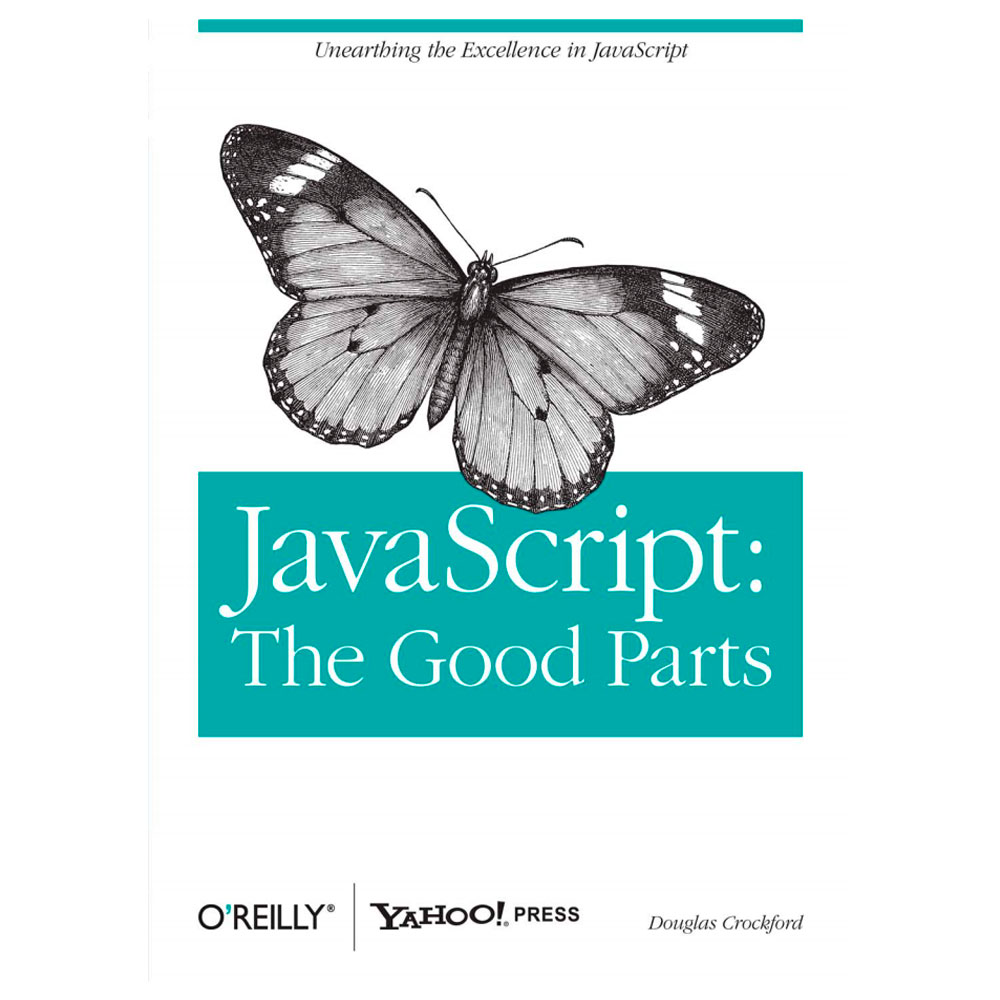 Unearthing the Excellence in JavaScript
JavaScript:
The Good Parts
O'REILLY® YAHOO!® PRESS
Douglas Crockford